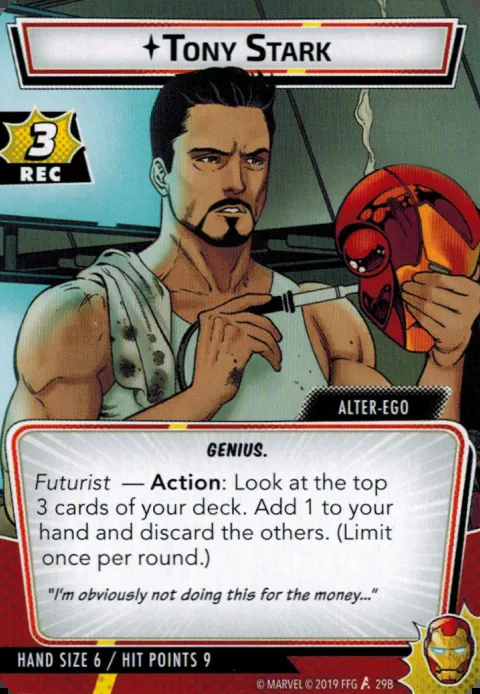 TONY STARK
3
REC
ALTER-EGO
GENIUS.
Futurist — Action: Look at the top
3 cards of your deck. Add 1 to your
hand and discard the others. (Limit
once per round.)
"I'm obviously not doing this for the money..."
HAND SIZE 6 / HIT POINTS 9
© MARVEL © 2019 FFG 29B